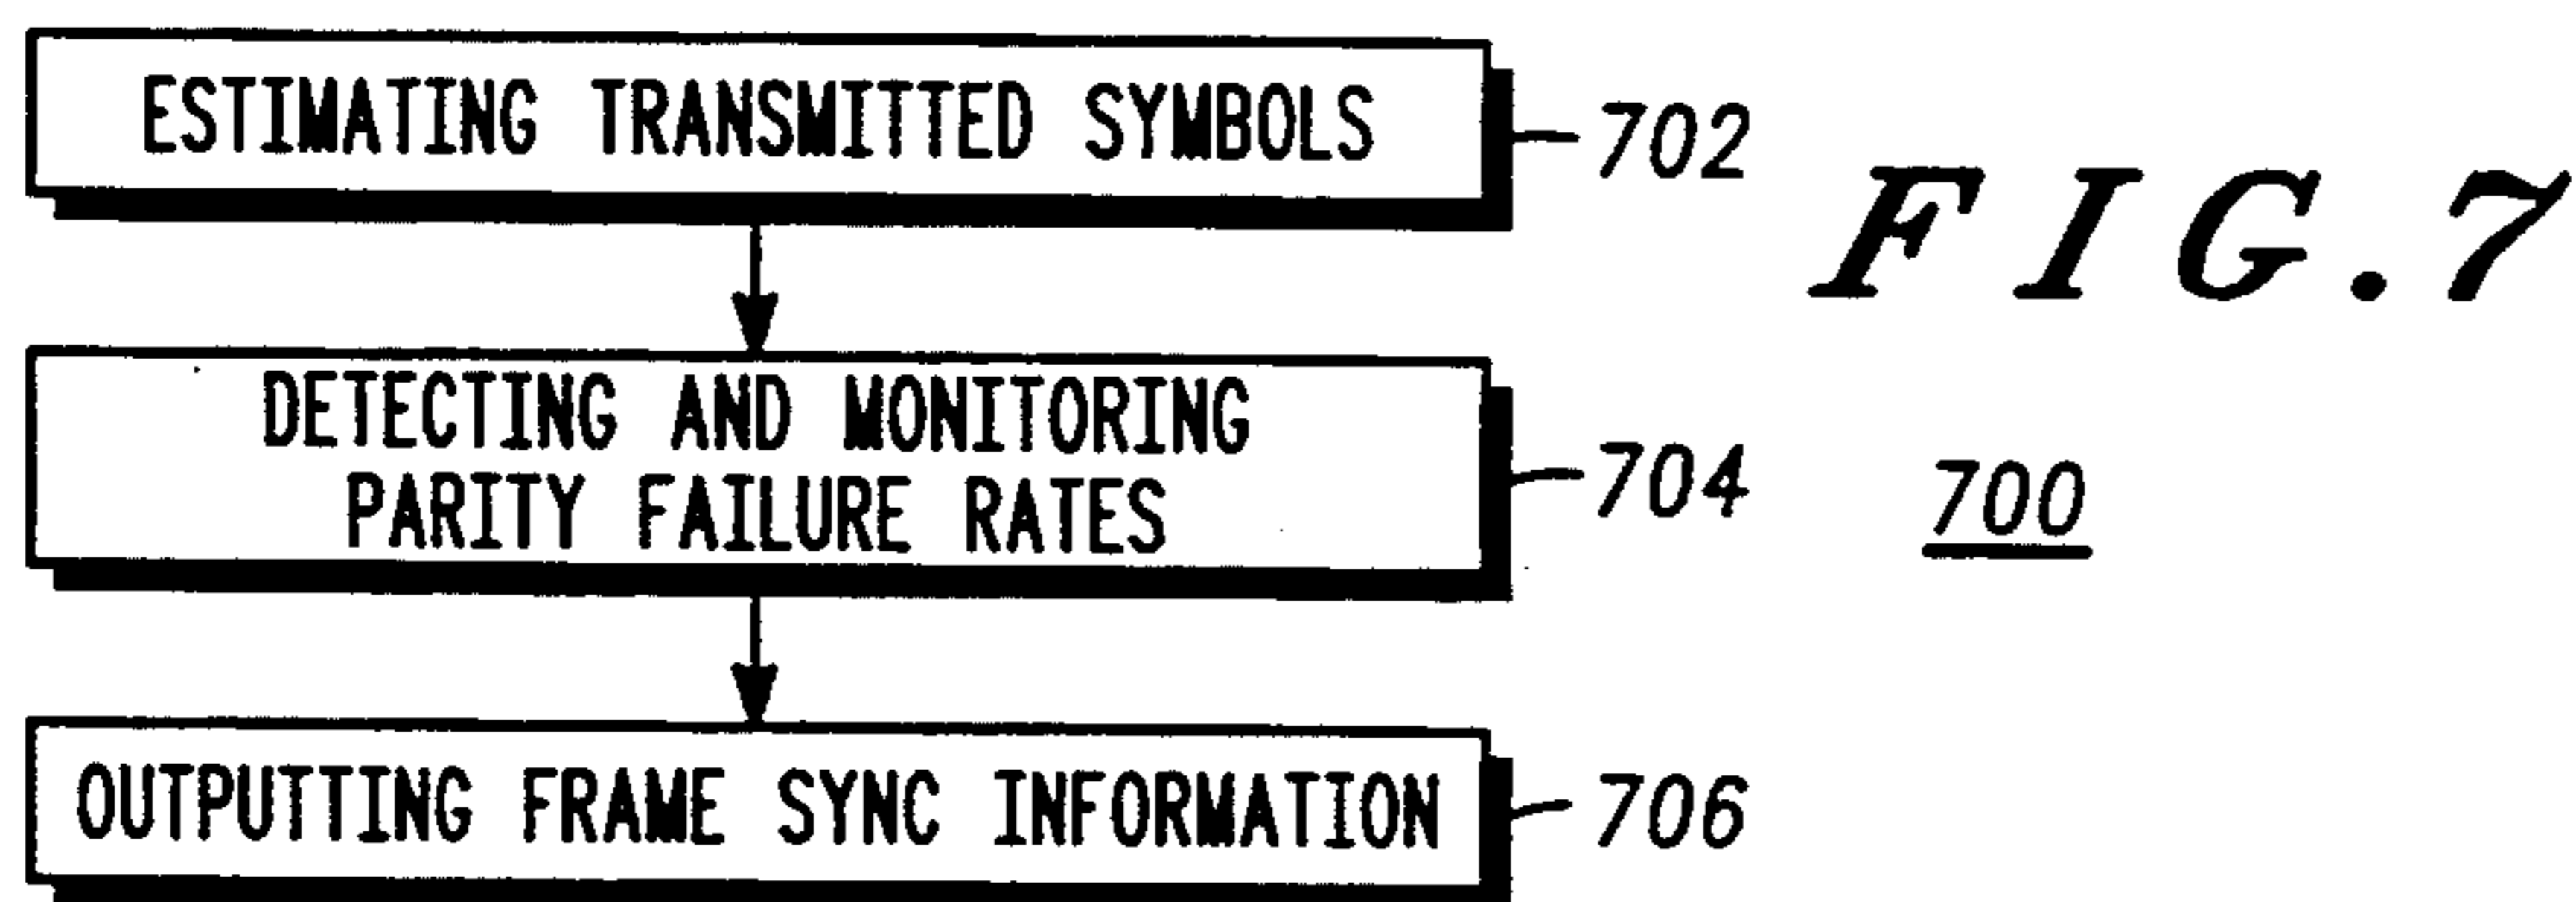 ESTIMATING TRANSMITTED SYMBOLS
702
FIG. 7
DETECTING AND MONITORING
PARITY FAILURE RATES
704
700
OUTPUTTING FRAME SYNC INFORMATION
706